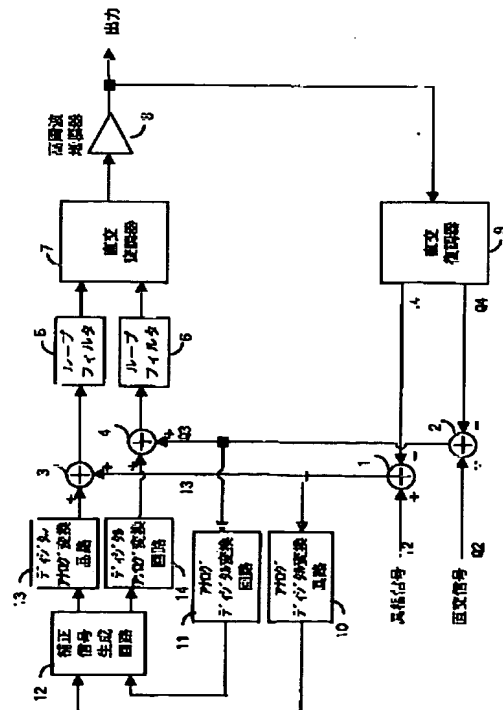 出力
高周波
増幅器
8
7
直交
変調器
5
ループ
フィルタ
ループ
フィルタ
6
直交
復調器
9
3
4
Q3
I3
+
+
+
+
13
ディジタル
アナログ変換
回路
ディジタル
アナログ変換
回路
14
12
補正
信号
生成
回路
アナログ
ディジタル変換
回路
11
アナログ
ディジタル変換
回路
10
1
2
+
-
-
Q4
同相信号
直交信号
Q2